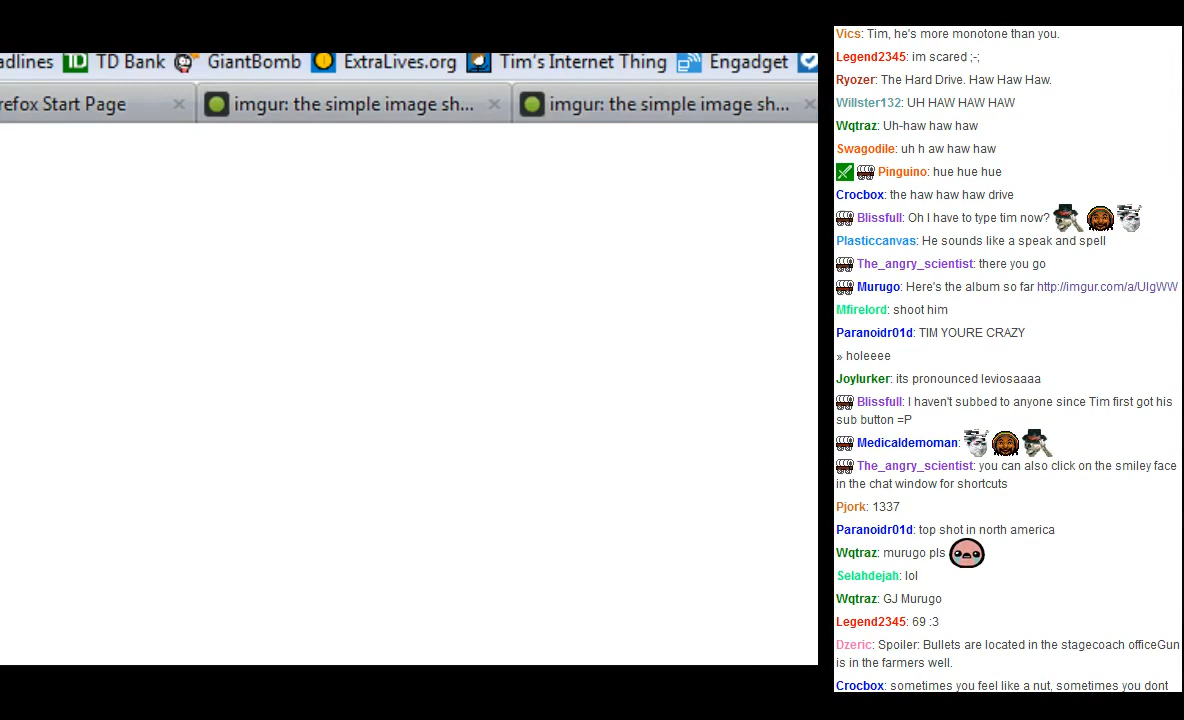 adlines TD TD Bank GiantBomb ExtraLives.org Tim's Internet Thing Engadget
refox Start Page imgur: the simple image sh... imgur: the simple image sh...
Vics: Tim, he's more monotone than you.
Legend2345: im scared ;-;
Ryozer: The Hard Drive. Haw Haw Haw.
Willster132: UH HAW HAW HAW
Wqtraz: Uh-haw haw haw
Swagodile: uh h aw haw haw
Pinguino: hue hue hue
Crocbox: the haw haw haw drive
Blissfull: Oh I have to type tim now?
Plasticcanvas: He sounds like a speak and spell
The_angry_scientist: there you go
Murugo: Here's the album so far http://imgur.com/a/UIgWW
Mfirelord: shoot him
Paranoidr01d: TIM YOURE CRAZY
» holeeee
Joylurker: its pronounced leviosaaaa
Blissfull: I haven't subbed to anyone since Tim first got his
sub button =P
Medicaldemoman:
The_angry_scientist: you can also click on the smiley face
in the chat window for shortcuts
Pjork: 1337
Paranoidr01d: top shot in north america
Wqtraz: murugo pls
Selahdejah: lol
Wqtraz: GJ Murugo
Legend2345: 69 :3
Dzeric: Spoiler: Bullets are located in the stagecoach officeGun
is in the farmers well.
Crocbox: sometimes you feel like a nut, sometimes you dont